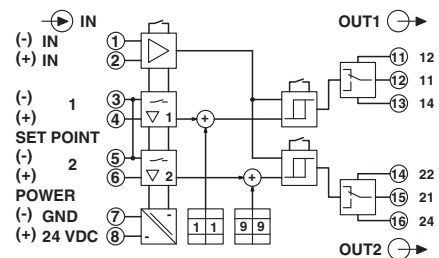 IN
OUT1
(-) IN 1
(+) IN 2
11 12
12 11
13 14
(-) 1 3
(+) 4 1 +
SET POINT
(-) 2 5
(+) 6 2 +
14 22
15 21
16 24
POWER
(-) GND 7
(+) 24 VDC 8
1 1 9 9
OUT2